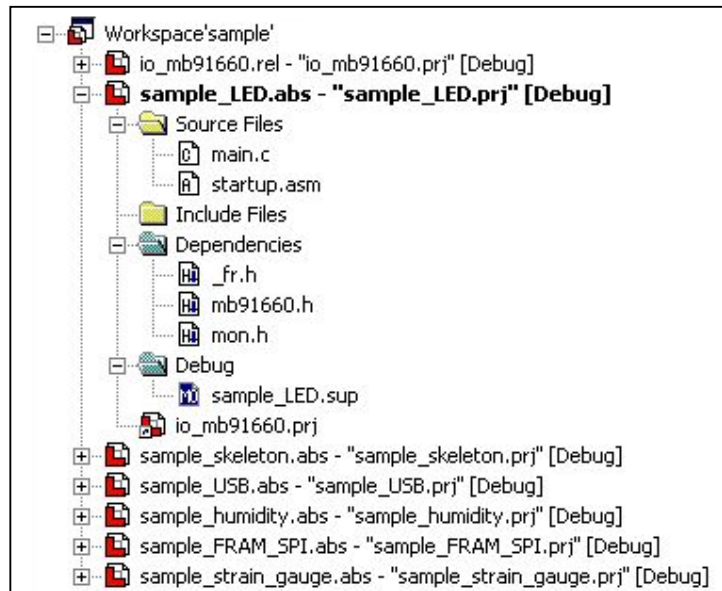 Workspace'sample'
io_mb91660.rel - "io_mb91660.prj" [Debug]
sample_LED.abs - "sample_LED.prj" [Debug]
Source Files
main.c
startup.asm
Include Files
Dependencies
_fr.h
mb91660.h
mon.h
Debug
sample_LED.sup
io_mb91660.prj
sample_skeleton.abs - "sample_skeleton.prj" [Debug]
sample_USB.abs - "sample_USB.prj" [Debug]
sample_humidity.abs - "sample_humidity.prj" [Debug]
sample_FRAM_SPI.abs - "sample_FRAM_SPI.prj" [Debug]
sample_strain_gauge.abs - "sample_strain_gauge.prj" [Debug]